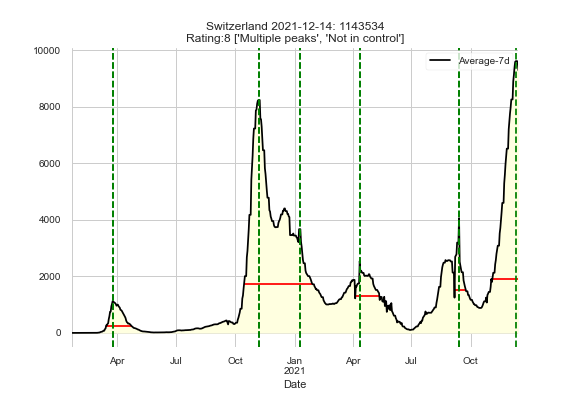 Switzerland 2021-12-14: 1143534
Rating:8 ['Multiple peaks', 'Not in control']
Average-7d
10000
8000
6000
4000
2000
0
Apr
Jul
Oct
Jan
2021
Apr
Jul
Oct
Date